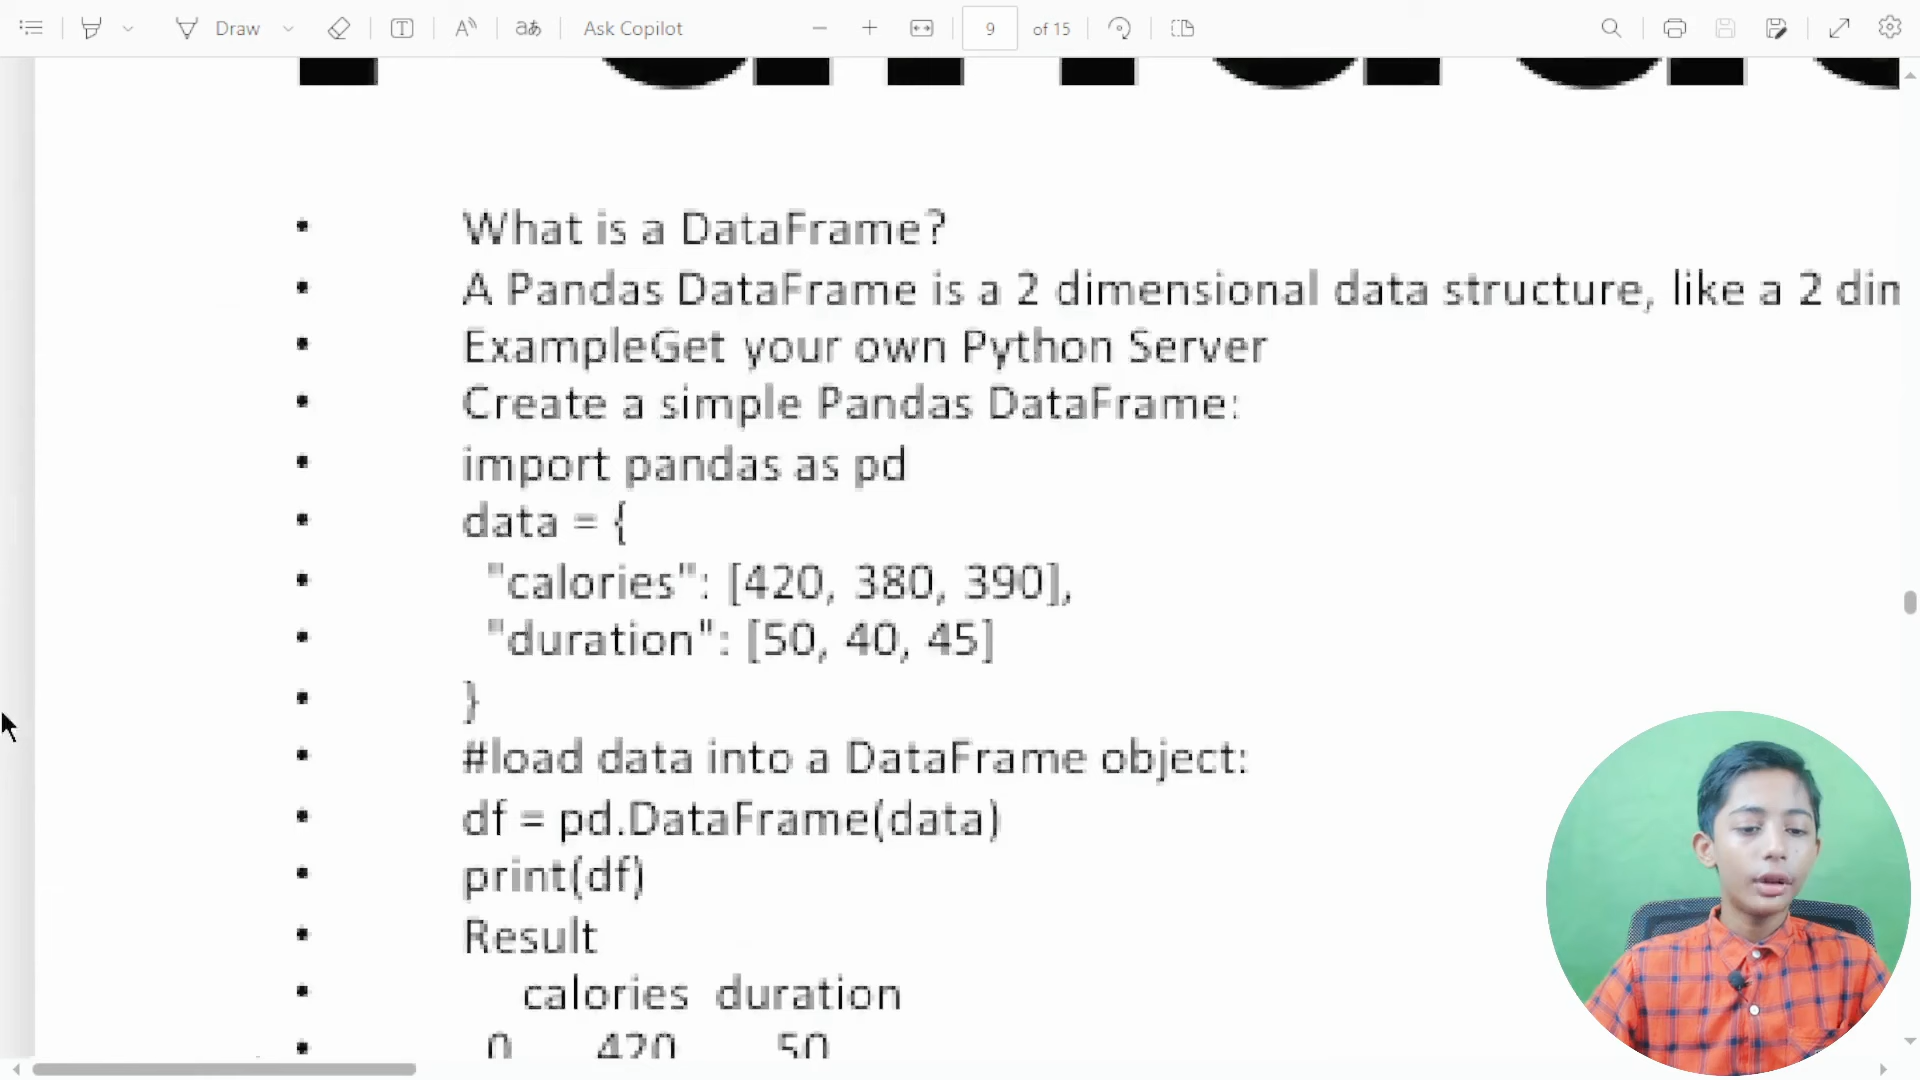 Draw
Ask Copilot
9 of 15
• What is a DataFrame?
• A Pandas DataFrame is a 2 dimensional data structure, like a 2
• ExampleGet your own Python Server
• Create a simple Pandas DataFrame:
• import pandas as pd
• data = {
• "calories": [420, 380, 390],
• "duration": [50, 40, 45]
• }
• #load data into a DataFrame object:
• df = pd.DataFrame(data)
• print(df)
• Result
• calories duration
• 0 420 50